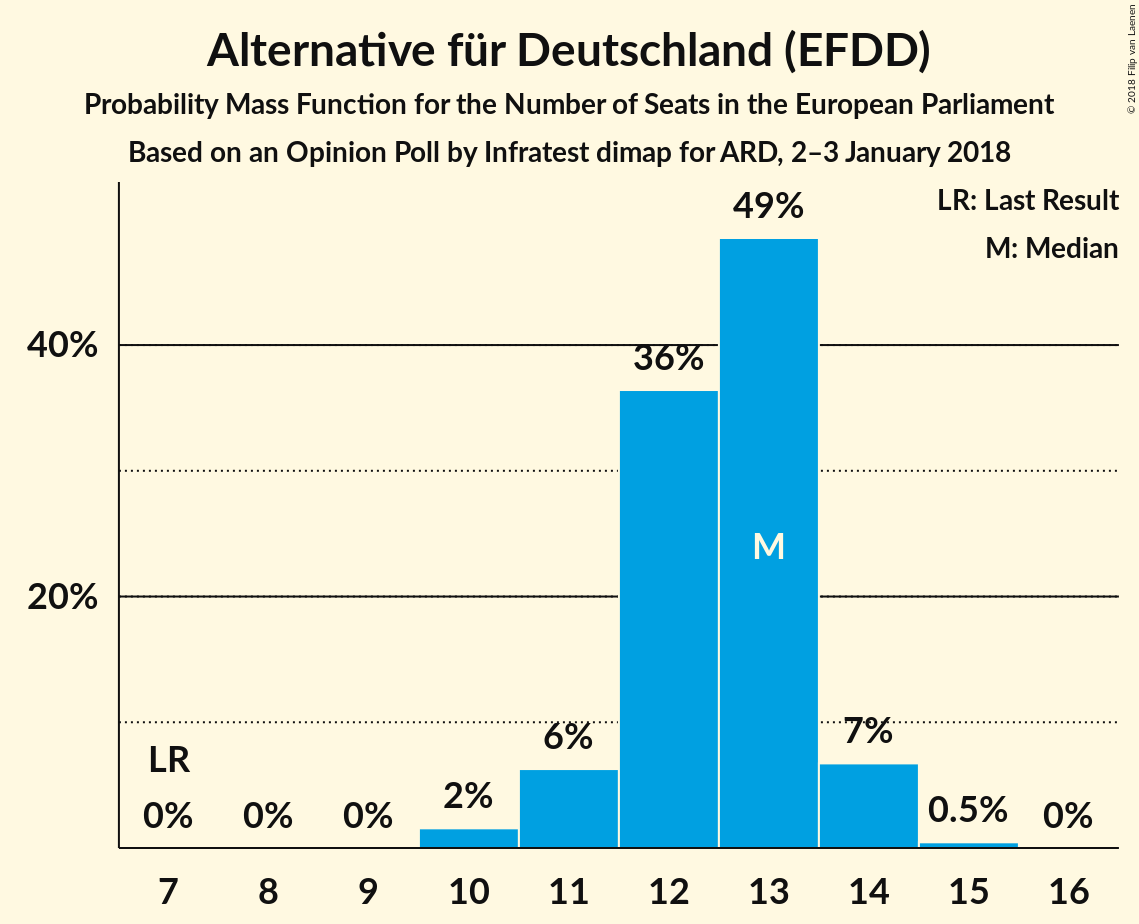 Alternative für Deutschland (EFDD)
Probability Mass Function for the Number of Seats in the European Parliament
Based on an Opinion Poll by Infratest dimap for ARD, 2–3 January 2018
© 2018 Filip van Laenen
LR: Last Result
M: Median
49%
40%
36%
M
20%
6%
7%
LR
2%
0.5%
0% 0% 0% 0%
7 8 9 10 11 12 13 14 15 16